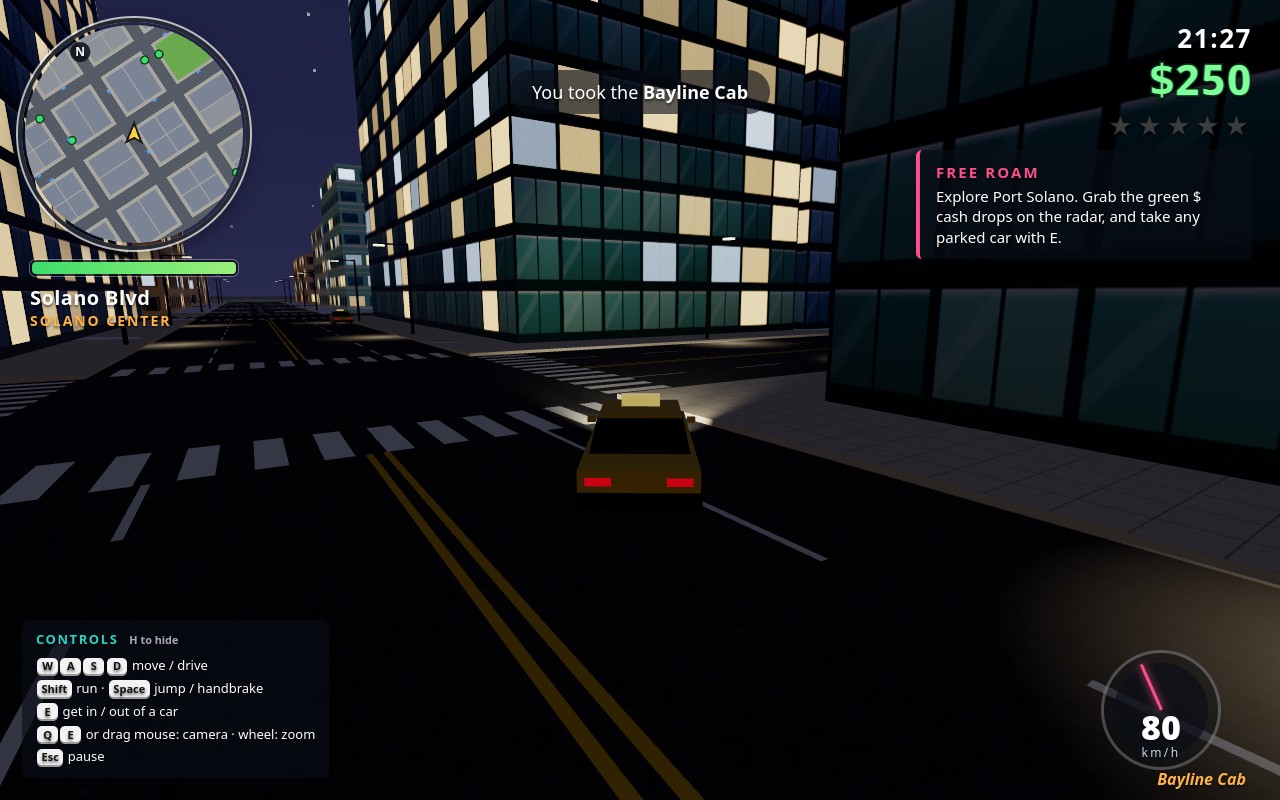 N
Solano Blvd
SOLANO CENTER
You took the Bayline Cab
21:27
$250
FREE ROAM
Explore Port Solano. Grab the green $
cash drops on the radar, and take any
parked car with E.
CONTROLS H to hide
W A S D move / drive
Shift run · Space jump / handbrake
E get in / out of a car
Q E or drag mouse: camera · wheel: zoom
Esc pause
80
km/h
Bayline Cab